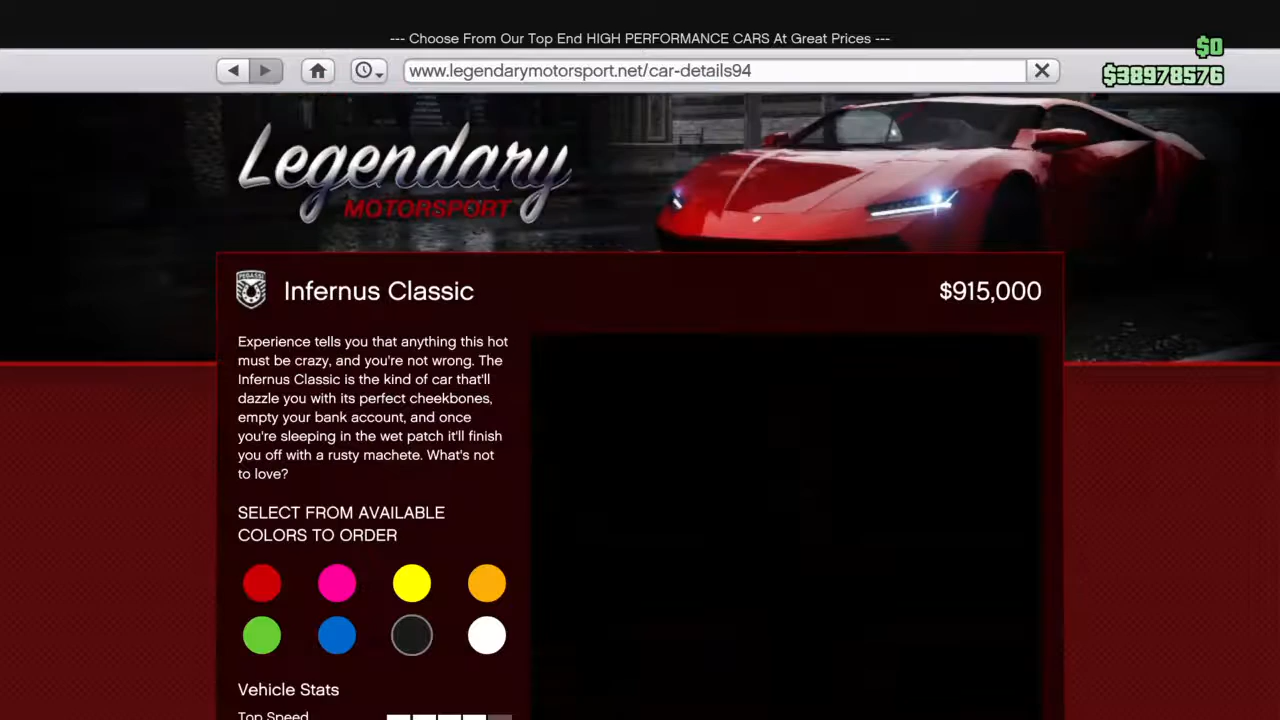 --- Choose From Our Top End HIGH PERFORMANCE CARS At Great Prices ---
$0
www.legendarymotorsport.net/car-details94
$38978576
Legendary
MOTORSPORT
PEGASSI
Infernus Classic
$915,000
Experience tells you that anything this hot
must be crazy, and you're not wrong. The
Infernus Classic is the kind of car that'll
dazzle you with its perfect cheekbones,
empty your bank account, and once
you're sleeping in the wet patch it'll finish
you off with a rusty machete. What's not
to love?
SELECT FROM AVAILABLE
COLORS TO ORDER
Vehicle Stats
Top Speed